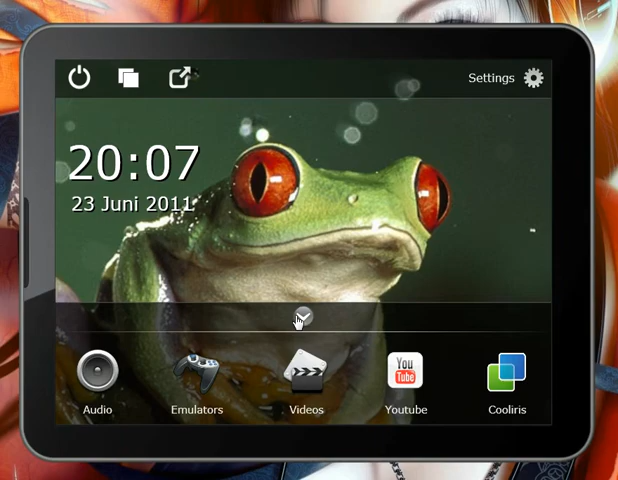 Settings
20:07
23 Juni 2011
You
Tube
Audio
Emulators
Videos
Youtube
Cooliris